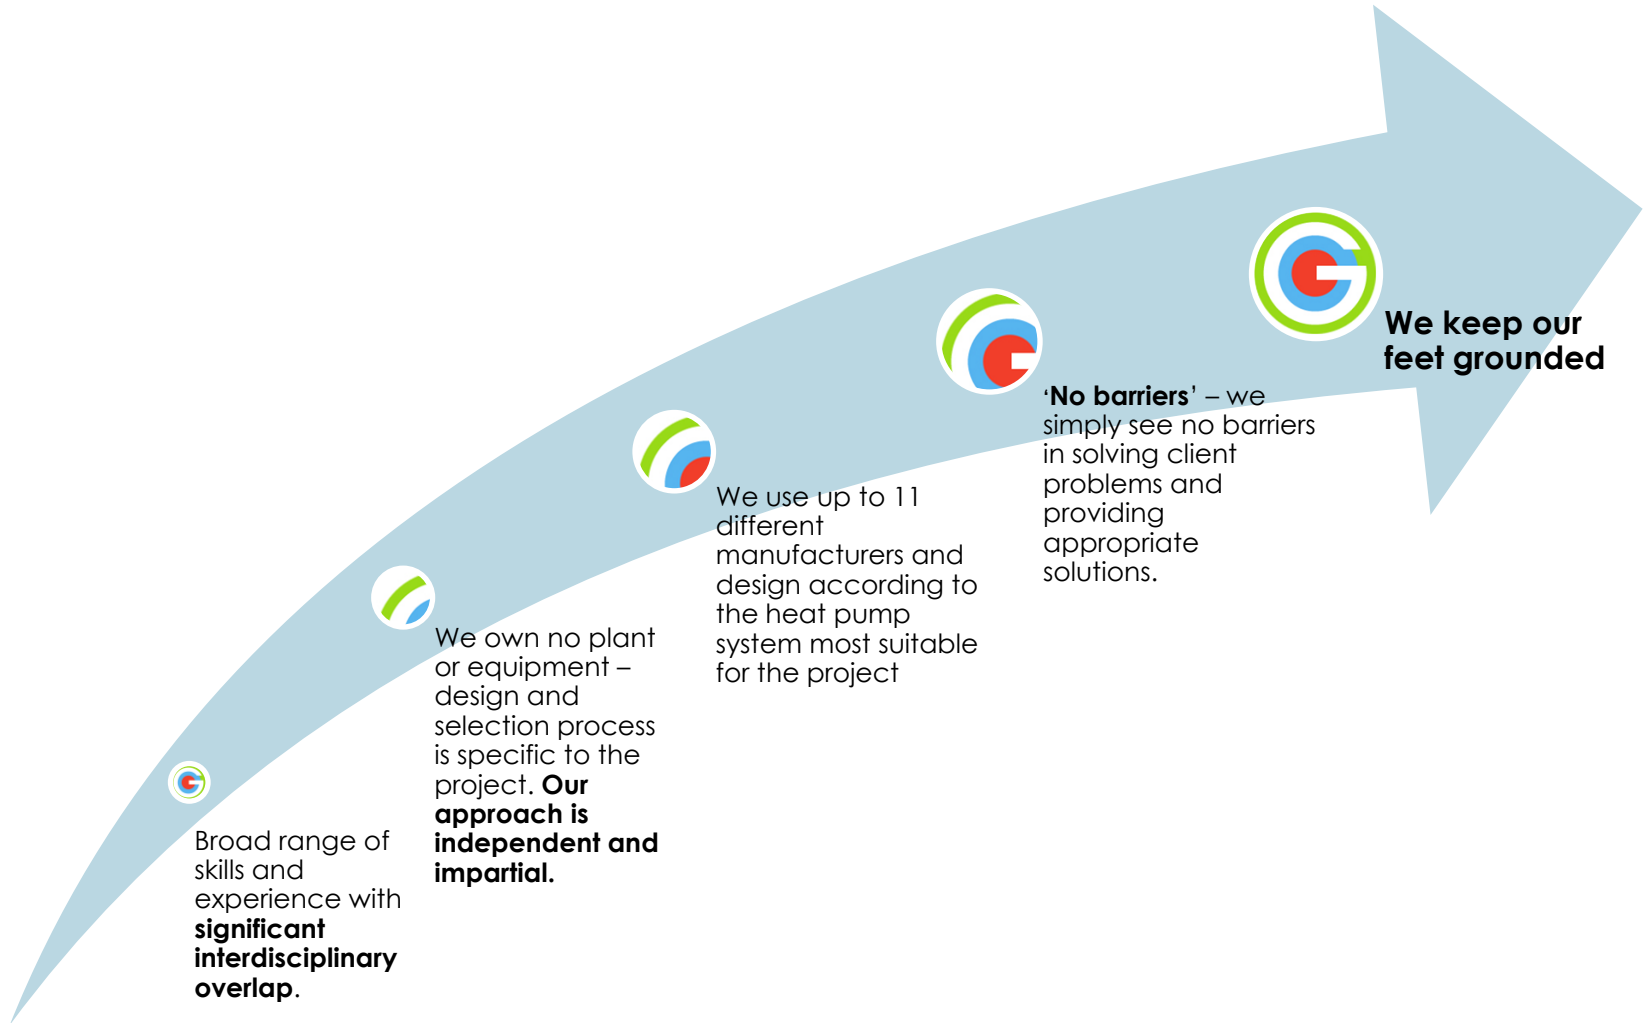 Broad range of
skills and
experience with
significant
interdisciplinary
overlap.
We own no plant
or equipment –
design and
selection process
is specific to the
project. Our
approach is
independent and
impartial.
We use up to 11
different
manufacturers and
design according to
the heat pump
system most suitable
for the project
‘No barriers’ – we
simply see no barriers
in solving client
problems and
providing
appropriate
solutions.
We keep our
feet grounded